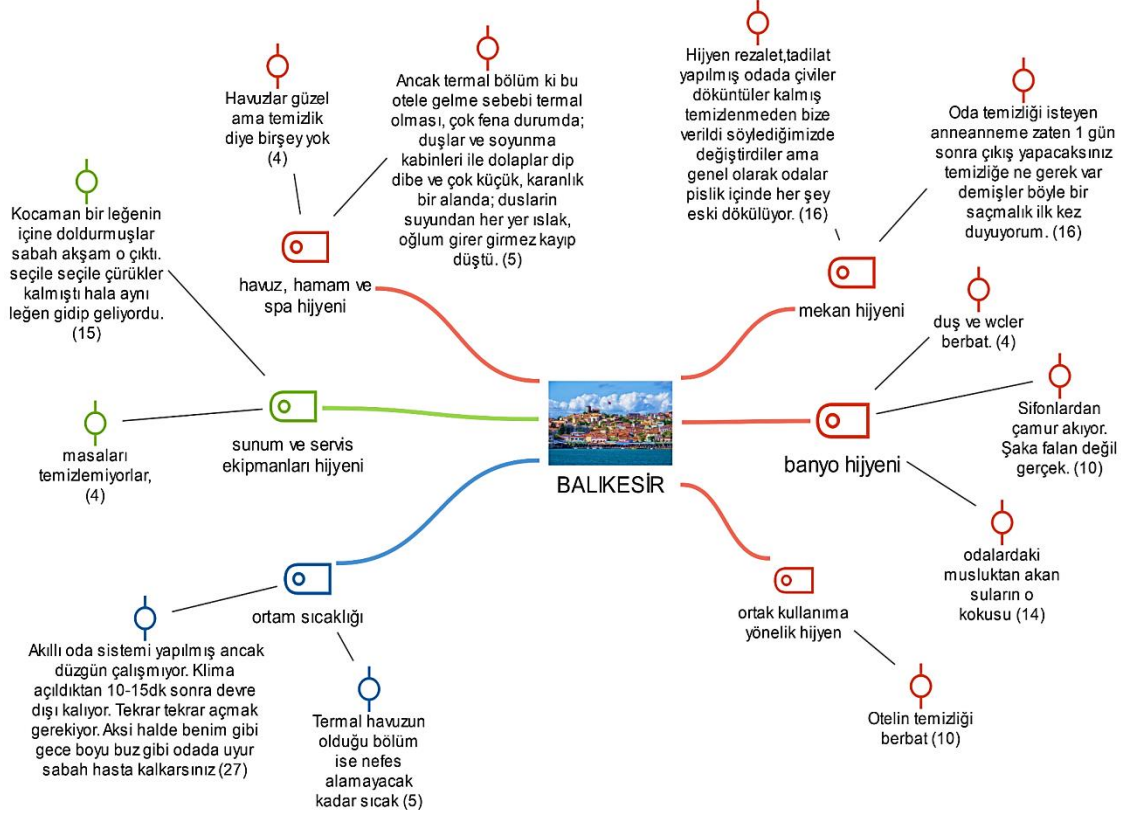 Havuzlar güzel
ama temizlik
diye birşey yok
(4)
Ancak termal bölüm ki bu
otele gelme sebebi termal
olması, çok fena durumda;
duşlar ve soyunma
kabinleri ile dolaplar dip
dibe ve çok küçük, karanlık
bir alanda; dusların
suyundan her yer ıslak,
oğlum girer girmez kayıp
düştü. (5)
havuz, hamam ve
spa hijyeni
Kocaman bir leğenin
içine doldurmuşlar
sabah akşam o çıktı.
seçile seçile çürükler
kalmıştı hala aynı
leğen gidip geliyordu.
(15)
masaları
temizlemiyorlar,
(4)
sunum ve servis
ekipmanları hijyeni
ortam sıcaklığı
Akıllı oda sistemi yapılmış ancak
düzgün çalışmıyor. Klima
açıldıktan 10-15dk sonra devre
dışı kalıyor. Tekrar tekrar açmak
gerekiyor. Aksi halde benim gibi
gece boyu buz gibi odada uyur
sabah hasta kalkarsınız (27)
Termal havuzun
olduğu bölüm
ise nefes
alamayacak
kadar sıcak (5)
BALIKESİR
Hijyen rezalet,tadilat
yapılmış odada çiviler
döküntüler kalmış
temizlenmeden bize
verildi söylediğimizde
değiştirdiler ama
genel olarak odalar
pislik içinde her şey
eski dökülüyor. (16)
Oda temizliği isteyen
anneanneme zaten 1 gün
sonra çıkış yapacaksınız
temizliğe ne gerek var
demişler böyle bir
saçmalık ilk kez
duyuyorum. (16)
mekan hijyeni
duş ve wcler
berbat. (4)
Sifonlardan
çamur akıyor.
Şaka falan değil
gerçek. (10)
banyo hijyeni
odalardaki
musluktan akan
suların o
kokusu (14)
ortak kullanıma
yönelik hijyen
Otelin temizliği
berbat (10)